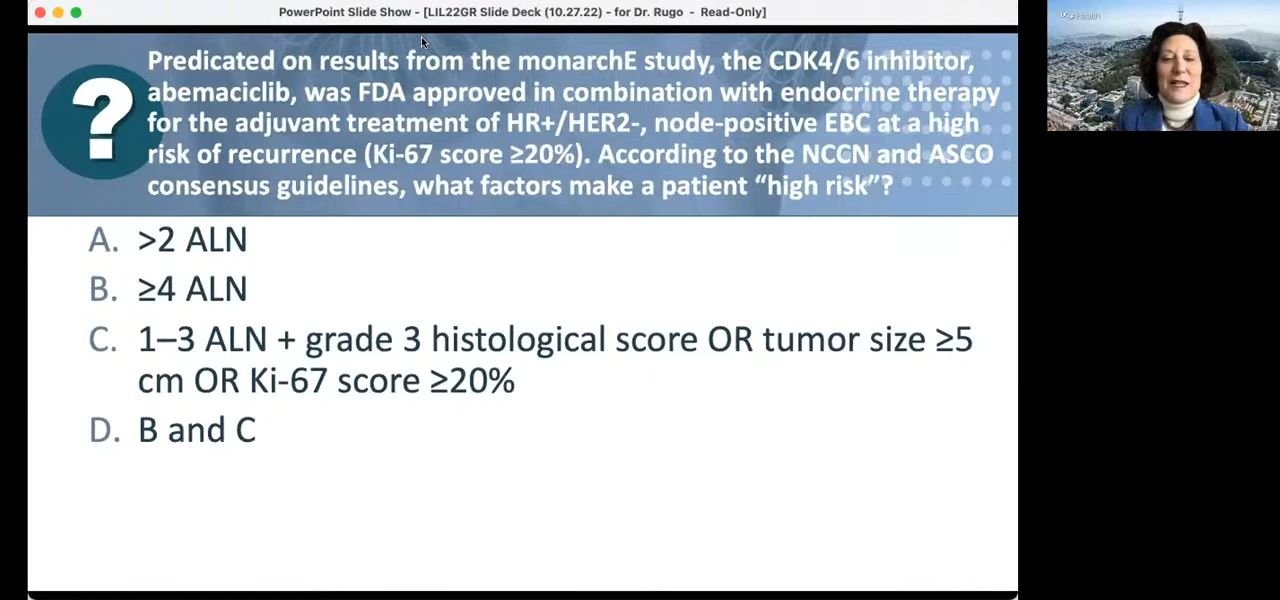 PowerPoint Slide Show - [LIL22GR Slide Deck (10.27.22) - for Dr. Rugo - Read-Only]
Predicated on results from the monarchE study, the CDK4/6 inhibitor,
abemaciclib, was FDA approved in combination with endocrine therapy
for the adjuvant treatment of HR+/HER2-, node-positive EBC at a high
risk of recurrence (Ki-67 score ≥20%). According to the NCCN and ASCO
consensus guidelines, what factors make a patient “high risk”?
?
A. >2 ALN
B. ≥4 ALN
C. 1–3 ALN + grade 3 histological score OR tumor size ≥5
cm OR Ki-67 score ≥20%
D. B and C
UCSF Health